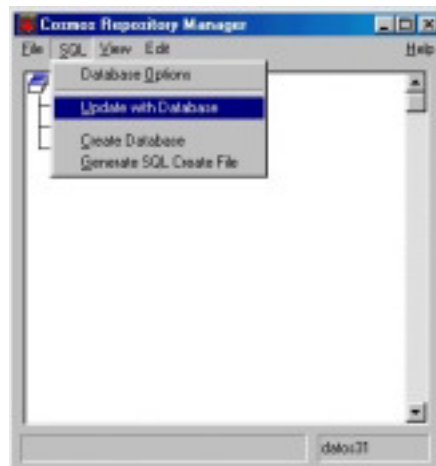 Cosmos Repository Manager
File SQL View Edit Help
Database Options
Update with Database
Create Database
Generate SQL Create File
datos31